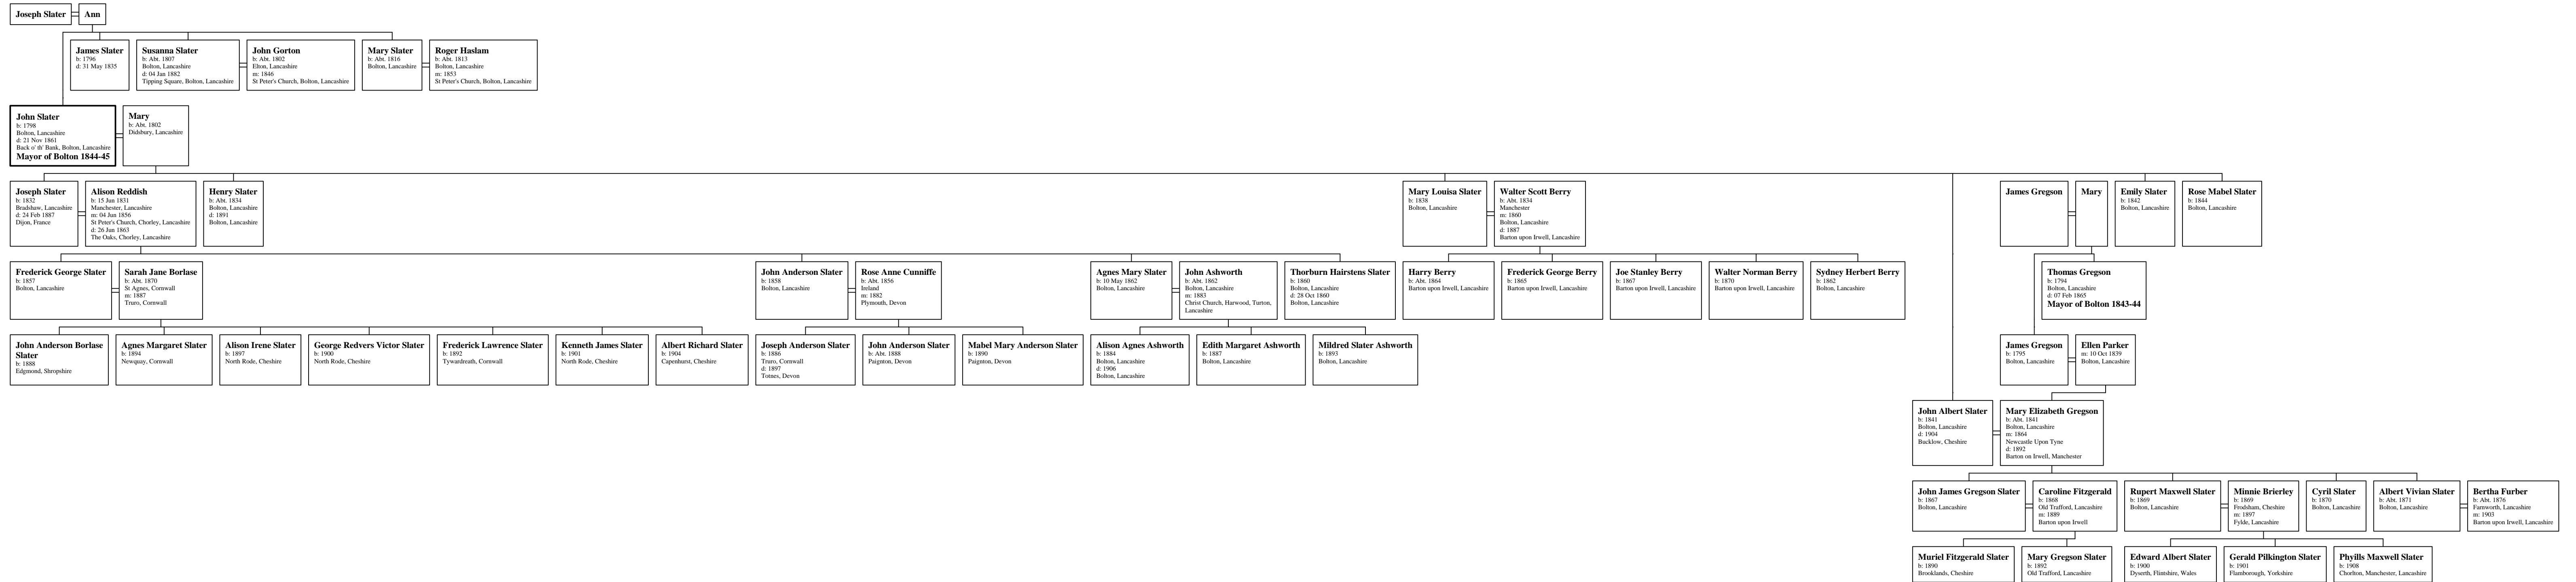 Joseph Slater
Ann
James Slater
b: 1796
d: 31 May 1835
Susanna Slater
b: Abt. 1807
Bolton, Lancashire
d: 04 Jan 1882
Tipping Square, Bolton, Lancashire
John Gorton
b: Abt. 1802
Elton, Lancashire
m: 1846
St Peter's Church, Bolton, Lancashire
Mary Slater
b: Abt. 1816
Bolton, Lancashire
Roger Haslam
b: Abt. 1813
Bolton, Lancashire
m: 1853
St Peter's Church, Bolton, Lancashire
John Slater
b: 1798
Bolton, Lancashire
d: 21 Nov 1861
Back o' th' Bank, Bolton, Lancashire
Mayor of Bolton 1844-45
Mary
b: Abt. 1802
Didsbury, Lancashire
Joseph Slater
b: 1832
Bradshaw, Lancashire
d: 24 Feb 1887
Dijon, France
Alison Reddish
b: 15 Jun 1831
Manchester, Lancashire
m: 04 Jun 1856
St Peter's Church, Chorley, Lancashire
d: 26 Jun 1863
The Oaks, Chorley, Lancashire
Henry Slater
b: Abt. 1834
Bolton, Lancashire
d: 1891
Bolton, Lancashire
Mary Louisa Slater
b: 1838
Bolton, Lancashire
Walter Scott Berry
b: Abt. 1834
Manchester
m: 1860
Bolton, Lancashire
d: 1887
Barton upon Irwell, Lancashire
James Gregson
Mary
Emily Slater
b: 1842
Bolton, Lancashire
Rose Mabel Slater
b: 1844
Bolton, Lancashire
Frederick George Slater
b: 1857
Bolton, Lancashire
Sarah Jane Borlase
b: Abt. 1870
St Agnes, Cornwall
m: 1887
Truro, Cornwall
John Anderson Slater
b: 1858
Bolton, Lancashire
Rose Anne Cunniffe
b: Abt. 1856
Ireland
m: 1882
Plymouth, Devon
Agnes Mary Slater
b: 10 May 1862
Bolton, Lancashire
John Ashworth
b: Abt. 1862
Bolton, Lancashire
m: 1883
Christ Church, Harwood, Turton,
Lancashire
Thorburn Hairstens Slater
b: 1860
Bolton, Lancashire
d: 28 Oct 1860
Bolton, Lancashire
Harry Berry
b: Abt. 1864
Barton upon Irwell, Lancashire
Frederick George Berry
b: 1865
Barton upon Irwell, Lancashire
Joe Stanley Berry
b: 1867
Barton upon Irwell, Lancashire
Walter Norman Berry
b: 1870
Barton upon Irwell, Lancashire
Sydney Herbert Berry
b: 1862
Bolton, Lancashire
Thomas Gregson
b: 1794
Bolton, Lancashire
d: 07 Feb 1865
Mayor of Bolton 1843-44
John Anderson Borlase
Slater
b: 1888
Edgmond, Shropshire
Agnes Margaret Slater
b: 1894
Newquay, Cornwall
Alison Irene Slater
b: 1897
North Rode, Cheshire
George Redvers Victor Slater
b: 1900
North Rode, Cheshire
Frederick Lawrence Slater
b: 1892
Tywardreath, Cornwall
Kenneth James Slater
b: 1901
North Rode, Cheshire
Albert Richard Slater
b: 1904
Capenhurst, Cheshire
Joseph Anderson Slater
b: 1886
Truro, Cornwall
d: 1897
Totnes, Devon
John Anderson Slater
b: Abt. 1888
Paignton, Devon
Mabel Mary Anderson Slater
b: 1890
Paignton, Devon
Alison Agnes Ashworth
b: 1884
Bolton, Lancashire
d: 1906
Bolton, Lancashire
Edith Margaret Ashworth
b: 1887
Bolton, Lancashire
Mildred Slater Ashworth
b: 1893
Bolton, Lancashire
James Gregson
b: 1795
Bolton, Lancashire
Ellen Parker
m: 10 Oct 1839
Bolton, Lancashire
John Albert Slater
b: 1841
Bolton, Lancashire
d: 1904
Bucklow, Cheshire
Mary Elizabeth Gregson
b: Abt. 1841
Bolton, Lancashire
m: 1864
Newcastle Upon Tyne
d: 1892
Barton on Irwell, Manchester
John James Gregson Slater
b: 1867
Bolton, Lancashire
Caroline Fitzgerald
b: 1868
Old Trafford, Lancashire
m: 1889
Barton upon Irwell
Rupert Maxwell Slater
b: 1869
Bolton, Lancashire
Minnie Brierley
b: 1869
Frodsham, Cheshire
m: 1897
Fylde, Lancashire
Cyril Slater
b: 1870
Bolton, Lancashire
Albert Vivian Slater
b: Abt. 1871
Bolton, Lancashire
Bertha Furber
b: Abt. 1876
Farnworth, Lancashire
m: 1903
Barton upon Irwell, Lancashire
Muriel Fitzgerald Slater
b: 1890
Brooklands, Cheshire
Mary Gregson Slater
b: 1892
Old Trafford, Lancashire
Edward Albert Slater
b: 1900
Dyserth, Flintshire, Wales
Gerald Pilkington Slater
b: 1901
Flamborough, Yorkshire
Phyills Maxwell Slater
b: 1908
Chorlton, Manchester, Lancashire